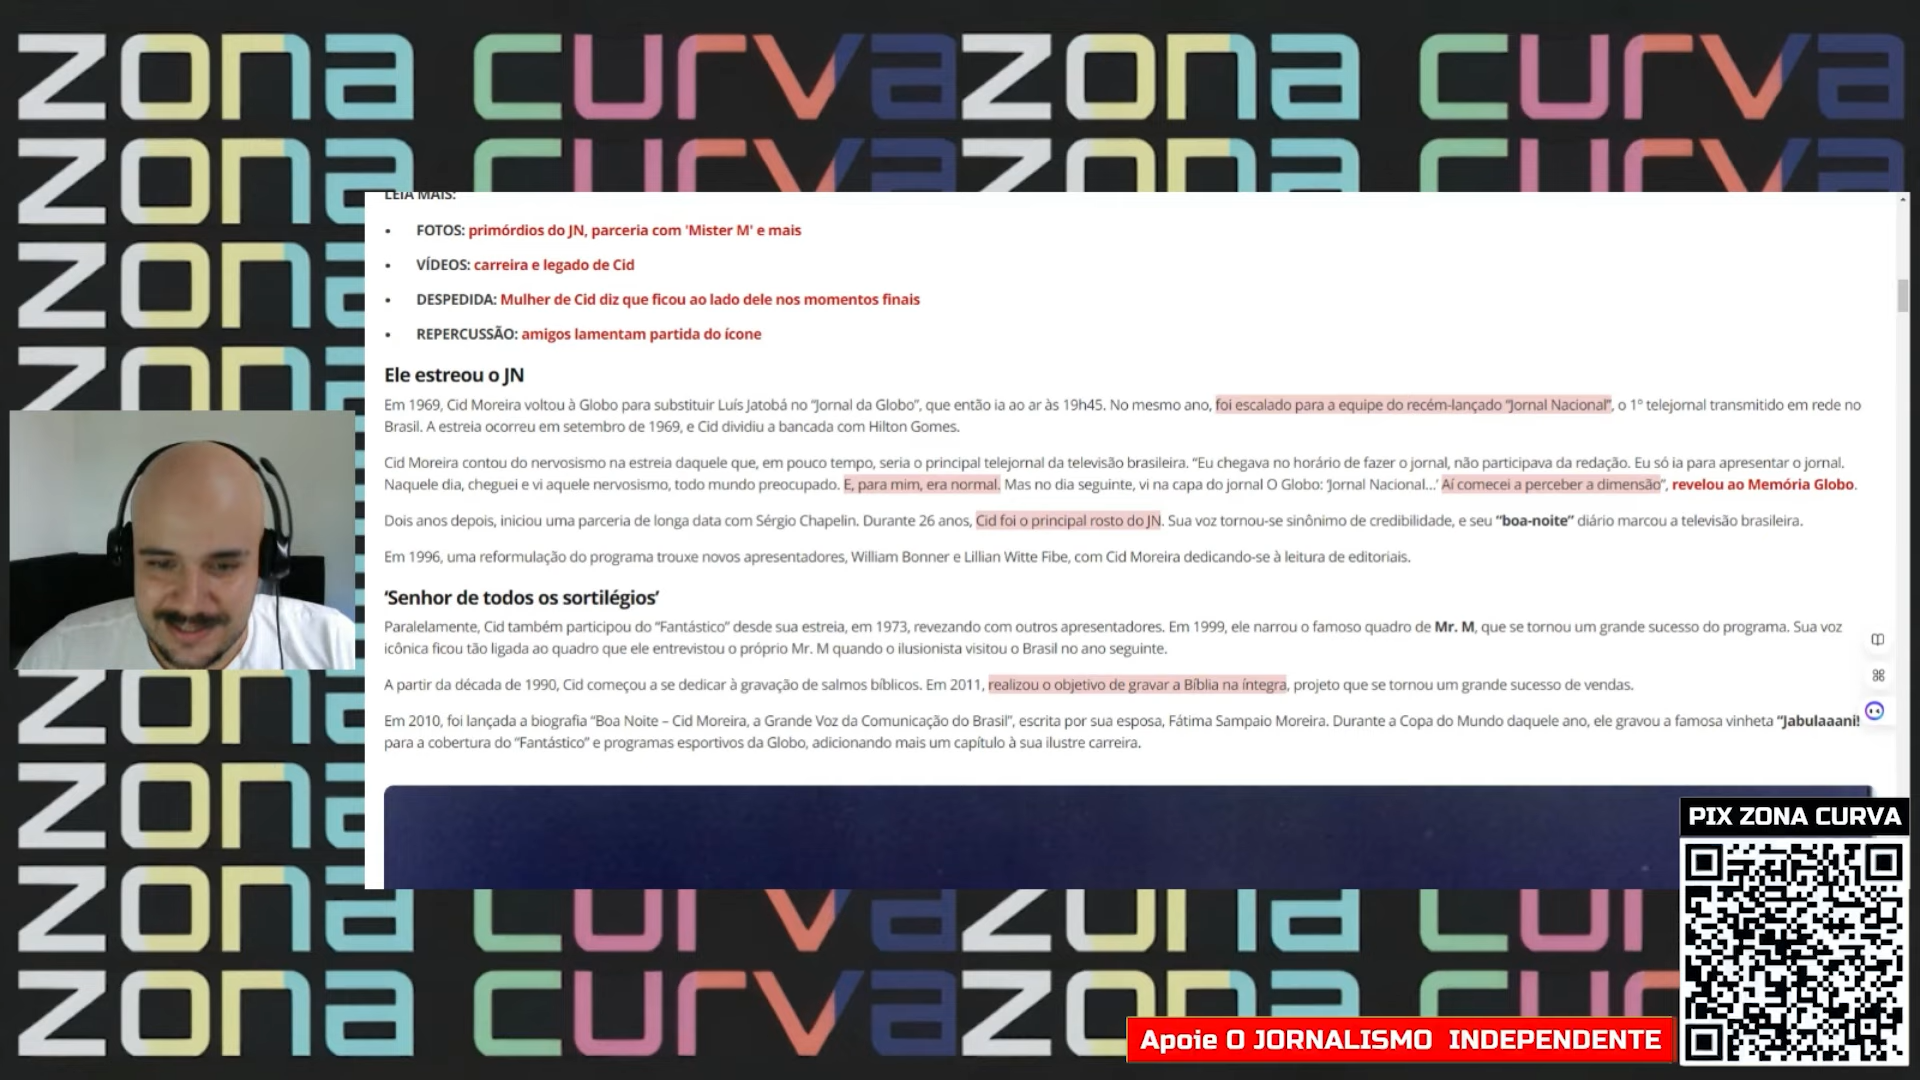 zona curva zona curva
zona curva zona curva
LEIA MAIS:
• FOTOS: primórdios do JN, parceria com 'Mister M' e mais
• VÍDEOS: carreira e legado de Cid
• DESPEDIDA: Mulher de Cid diz que ficou ao lado dele nos momentos finais
• REPERCUSSÃO: amigos lamentam partida do ícone
Ele estreou o JN
Em 1969, Cid Moreira voltou à Globo para substituir Luís Jatobá no “Jornal da Globo”, que então ia ao ar às 19h45. No mesmo ano, foi escalado para a equipe do recém-lançado “Jornal Nacional”, o 1º telejornal transmitido em rede no
Brasil. A estreia ocorreu em setembro de 1969, e Cid dividiu a bancada com Hilton Gomes.
Cid Moreira contou do nervosismo na estreia daquele que, em pouco tempo, seria o principal telejornal da televisão brasileira. “Eu chegava no horário de fazer o jornal, não participava da redação. Eu só ia para apresentar o jornal.
Naquele dia, cheguei e vi aquele nervosismo, todo mundo preocupado. E, para mim, era normal. Mas no dia seguinte, vi na capa do jornal O Globo: ‘Jornal Nacional...’ Aí comecei a perceber a dimensão”, revelou ao Memória Globo.
Dois anos depois, iniciou uma parceria de longa data com Sérgio Chapelin. Durante 26 anos, Cid foi o principal rosto do JN. Sua voz tornou-se sinônimo de credibilidade, e seu “boa-noite” diário marcou a televisão brasileira.
Em 1996, uma reformulação do programa trouxe novos apresentadores, William Bonner e Lillian Witte Fibe, com Cid Moreira dedicando-se à leitura de editoriais.
‘Senhor de todos os sortilégios’
Paralelamente, Cid também participou do “Fantástico” desde sua estreia, em 1973, revezando com outros apresentadores. Em 1999, ele narrou o famoso quadro de Mr. M, que se tornou um grande sucesso do programa. Sua voz
icônica ficou tão ligada ao quadro que ele entrevistou o próprio Mr. M quando o ilusionista visitou o Brasil no ano seguinte.
A partir da década de 1990, Cid começou a se dedicar à gravação de salmos bíblicos. Em 2011, realizou o objetivo de gravar a Bíblia na íntegra, projeto que se tornou um grande sucesso de vendas.
Em 2010, foi lançada a biografia “Boa Noite – Cid Moreira, a Grande Voz da Comunicação do Brasil”, escrita por sua esposa, Fátima Sampaio Moreira. Durante a Copa do Mundo daquele ano, ele gravou a famosa vinheta “Jabulaaani!
para a cobertura do “Fantástico” e programas esportivos da Globo, adicionando mais um capítulo à sua ilustre carreira.
PIX ZONA CURVA
zona curva zona cur
zona curva zona cur
Apoie O JORNALISMO INDEPENDENTE